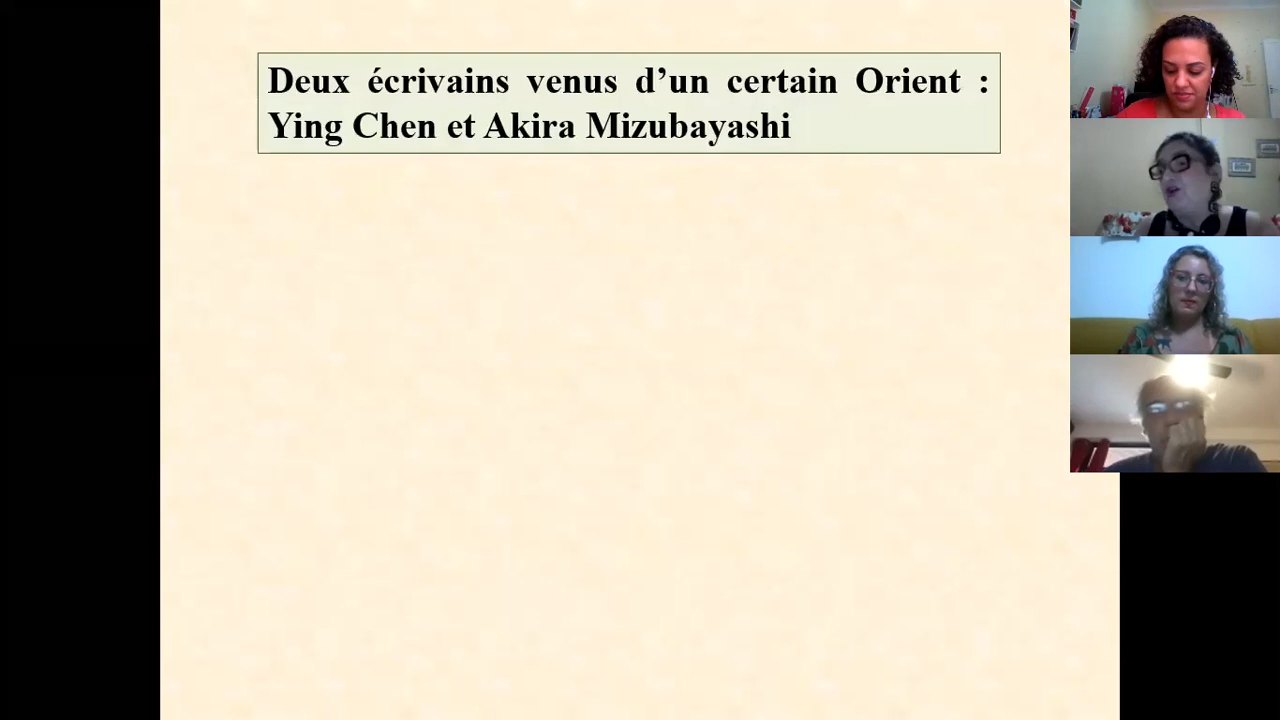 Deux écrivains venus d’un certain Orient :
Ying Chen et Akira Mizubayashi